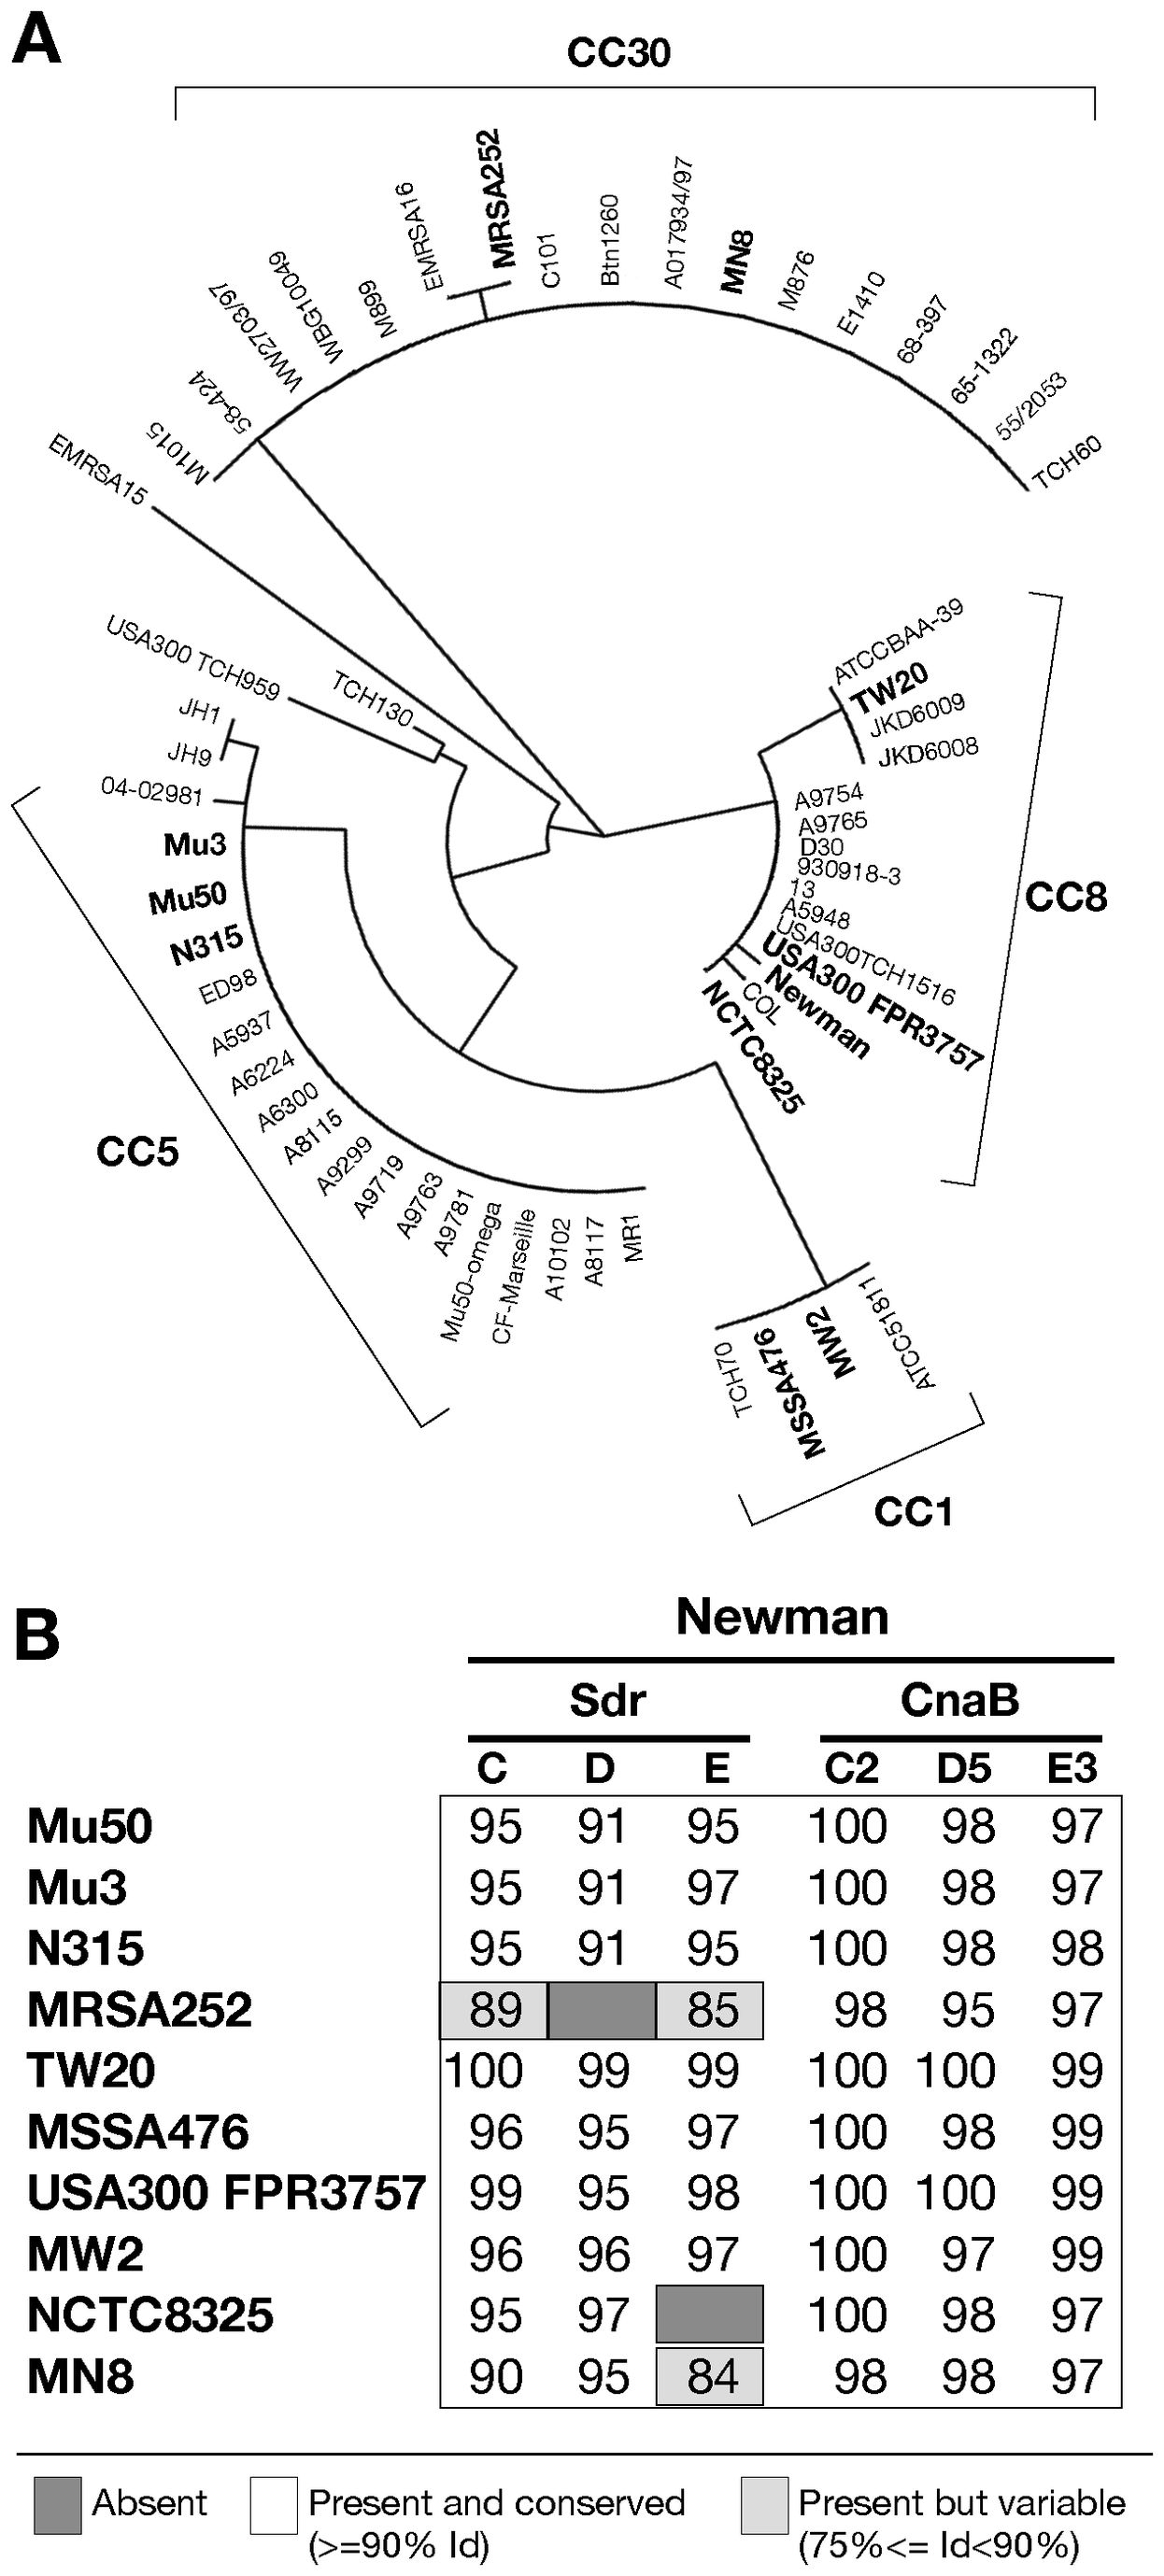 A
CC30
M1015
58-424
WW2703/97
WBG10049
M899
EMRSA16
MRSA252
C101
Btn1260
A017934/97
MN8
M876
E1410
68-397
65-1322
55/2053
TCH60
EMRSA15
USA300 TCH959
TCH130
JH1
JH9
04-02981
Mu3
Mu50
N315
ED98
A5937
A6224
A6300
A8115
A9299
A9719
A9763
A9781
Mu50-omega
CF-Marseille
A10102
A8117
MR1
CC5
ATCCBAA-39
TW20
JKD6009
JKD6008
A9754
A9765
D30
930918-3
13
A5948
USA300TCH1516
USA300 FPR3757
Newman
COL
NCTC8325
CC8
ATCC51811
MW2
MSSA476
TCH70
CC1
B
Newman
Sdr CnaB
C D E C2 D5 E3
Mu50 95 91 95 100 98 97
Mu3 95 91 97 100 98 97
N315 95 91 95 100 98 98
MRSA252 89 85 98 95 97
TW20 100 99 99 100 100 99
MSSA476 96 95 97 100 98 99
USA300 FPR3757 99 95 98 100 100 99
MW2 96 96 97 100 97 99
NCTC8325 95 97 100 98 97
MN8 90 95 84 98 98 97
Absent Present and conserved Present but variable
(>=90% Id) (75%<= Id<90%)